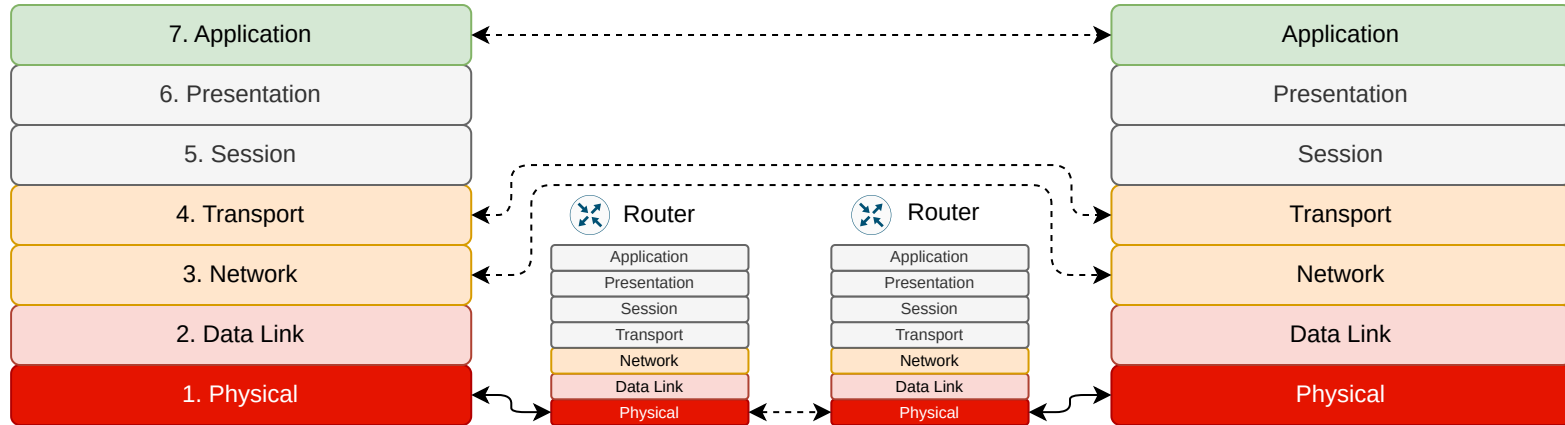 7. Application
6. Presentation
5. Session
4. Transport
3. Network
2. Data Link
1. Physical
Router
Application
Presentation
Session
Transport
Network
Data Link
Physical
Router
Application
Presentation
Session
Transport
Network
Data Link
Physical
Application
Presentation
Session
Transport
Network
Data Link
Physical